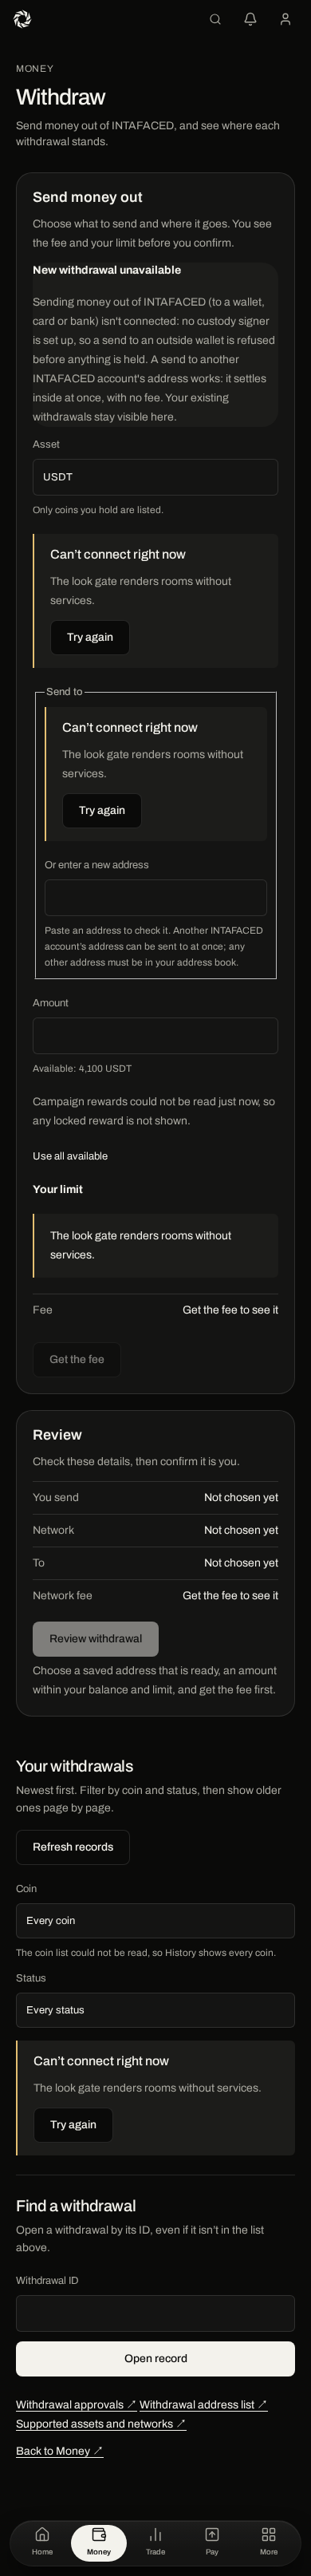 MONEY
Withdraw
Send money out of INTAFACED, and see where each
withdrawal stands.
Send money out
Choose what to send and where it goes. You see
the fee and your limit before you confirm.
New withdrawal unavailable
Sending money out of INTAFACED (to a wallet,
card or bank) isn't connected: no custody signer
is set up, so a send to an outside wallet is refused
before anything is held. A send to another
INTAFACED account's address works: it settles
inside at once, with no fee. Your existing
withdrawals stay visible here.
Asset
USDT
Only coins you hold are listed.
Can't connect right now
The look gate renders rooms without
services.
Try again
Send to
Can't connect right now
The look gate renders rooms without
services.
Try again
Or enter a new address
Paste an address to check it. Another INTAFACED
account's address can be sent to at once; any
other address must be in your address book.
Amount
Available: 4,100 USDT
Campaign rewards could not be read just now, so
any locked reward is not shown.
Use all available
Your limit
The look gate renders rooms without
services.
Fee Get the fee to see it
Get the fee
Review
Check these details, then confirm it is you.
You send Not chosen yet
Network Not chosen yet
To Not chosen yet
Network fee Get the fee to see it
Review withdrawal
Choose a saved address that is ready, an amount
within your balance and limit, and get the fee first.
Your withdrawals
Newest first. Filter by coin and status, then show older
ones page by page.
Refresh records
Coin
Every coin
The coin list could not be read, so History shows every coin.
Status
Every status
Can't connect right now
The look gate renders rooms without services.
Try again
Find a withdrawal
Open a withdrawal by its ID, even if it isn't in the list
above.
Withdrawal ID
Open record
Withdrawal approvals ↗ Withdrawal address list ↗
Supported assets and networks ↗
Back to Money ↗
Home Money Trade Pay More